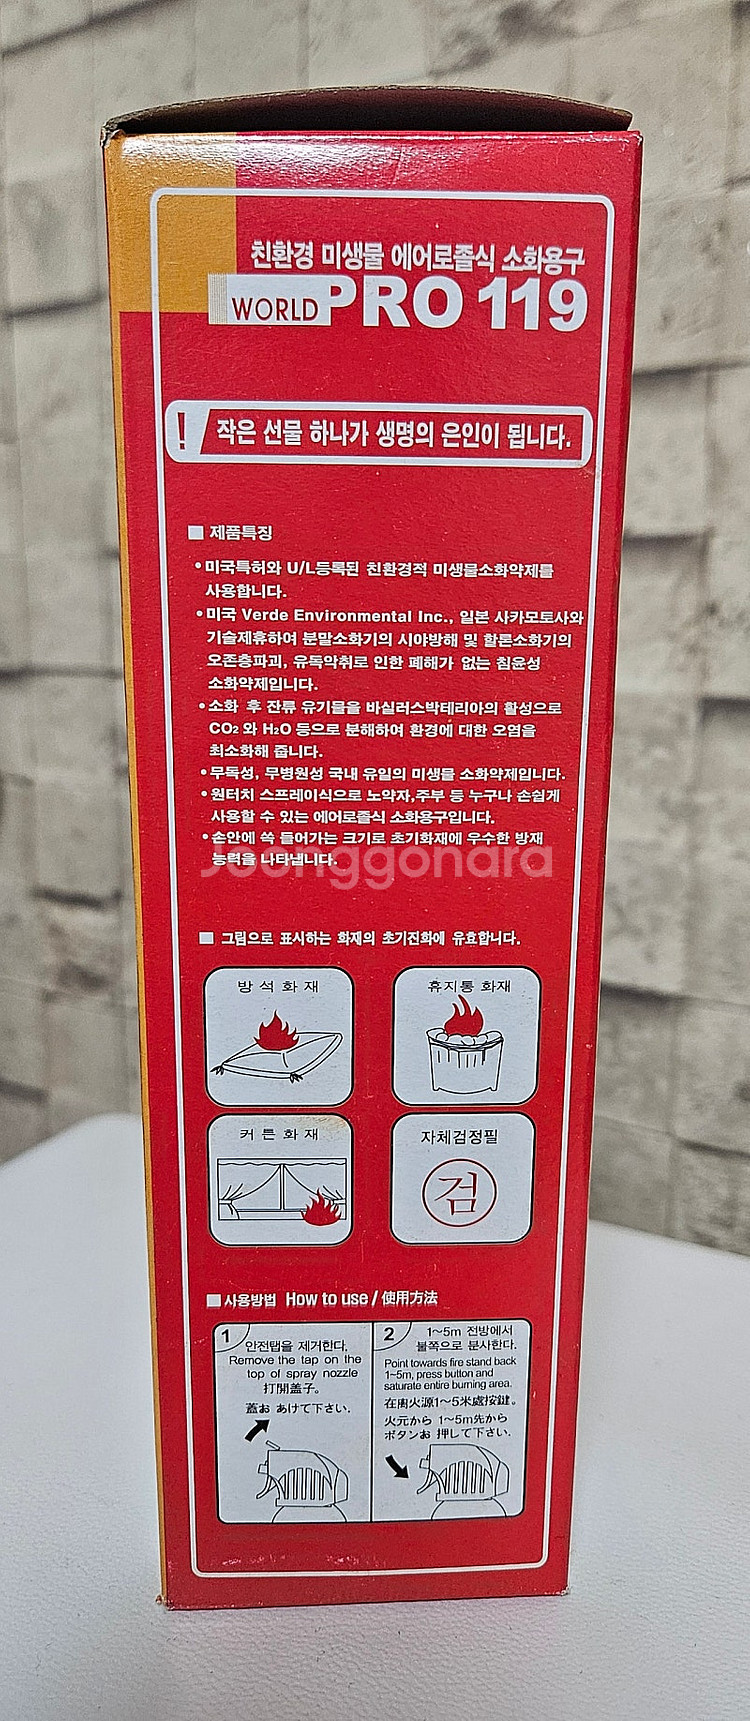 친환경 미생물 에어로졸식 소화용구
WORLD PRO 119
! 작은 선물 하나가 생명의 은인이 됩니다.
■ 제품특징
• 미국특허와 U/L등록된 친환경적 미생물소화약제를
사용합니다.
• 미국 Verde Environmental Inc., 일본 사카모토사와
기술제휴하여 분말소화기의 시야방해 및 할론소화기의
오존층파괴, 유독악취로 인한 폐해가 없는 침윤성
소화약제입니다.
• 소화 후 잔류 유기물을 바실러스박테리아의 활성으로
CO2 와 H2O 등으로 분해하여 환경에 대한 오염을
최소화해 줍니다.
• 무독성, 무병원성 국내 유일의 미생물 소화약제입니다.
• 원터치 스프레이식으로 노약자,주부 등 누구나 손쉽게
사용할 수 있는 에어로졸식 소화용구입니다.
• 손안에 쏙 들어가는 크기로 초기화재에 우수한 방재
능력을 나타냅니다.
Joonggonara
■ 그림으로 표시하는 화재의 초기진화에 유효합니다.
방석화재
휴지통화재
커튼화재
자체검정필
검
■ 사용방법 How to use / 使用方法
1
안전탭을 제거한다.
Remove the tap on the
top of spray nozzle
打開盖子。
蓋お あけて下さい.
2
1~5m 전방에서
불쪽으로 분사한다.
Point towards fire stand back
1~5m, press button and
saturate entire burning area.
在离火源1~5米處按鍵。
火元から 1~5m先から
ボタンお 押して下さい.